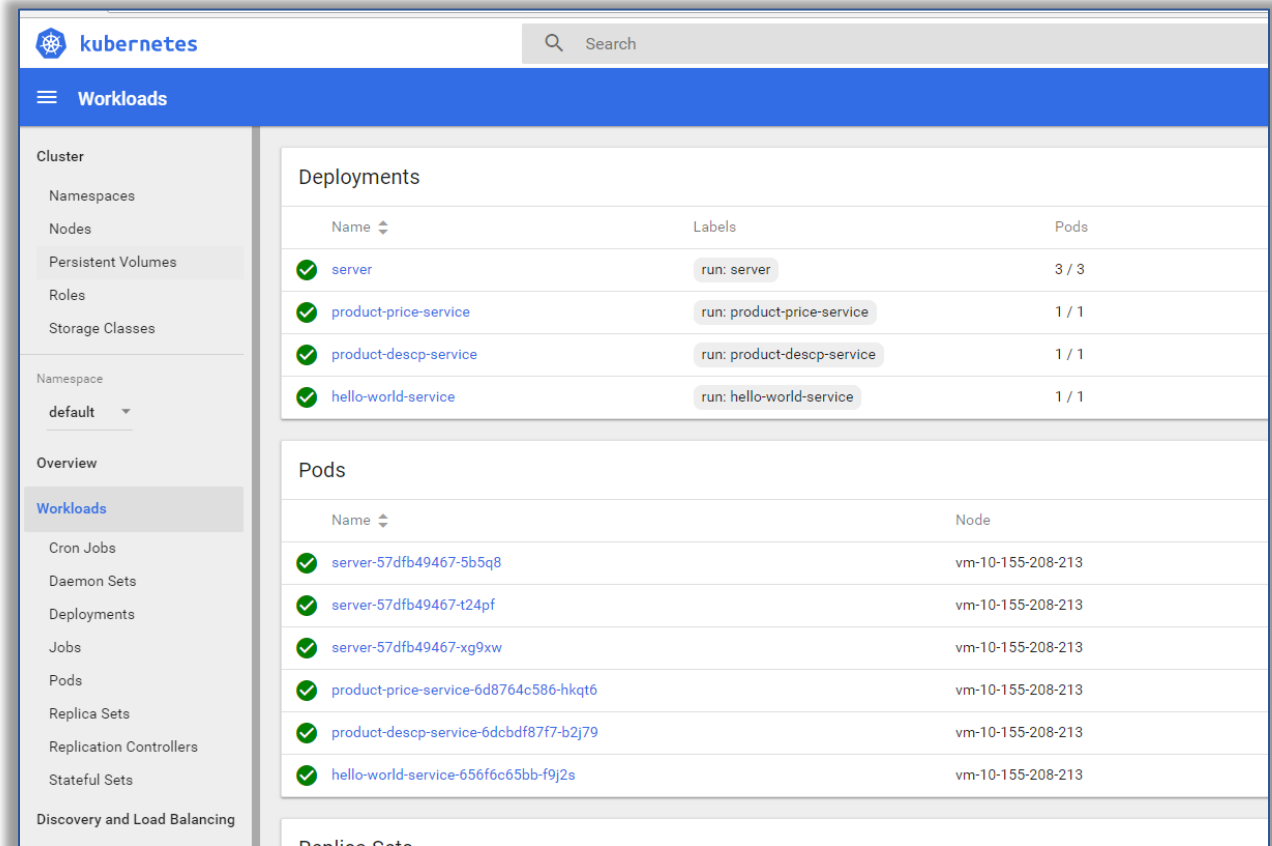 kubernetes
Search
Workloads
Cluster
Namespaces
Nodes
Persistent Volumes
Roles
Storage Classes
Namespace
default
Overview
Workloads
Cron Jobs
Daemon Sets
Deployments
Jobs
Pods
Replica Sets
Replication Controllers
Stateful Sets
Discovery and Load Balancing
Deployments
Name Labels Pods
server run: server 3 / 3
product-price-service run: product-price-service 1 / 1
product-descp-service run: product-descp-service 1 / 1
hello-world-service run: hello-world-service 1 / 1
Pods
Name Node
server-57dfb49467-5b5q8 vm-10-155-208-213
server-57dfb49467-t24pf vm-10-155-208-213
server-57dfb49467-xg9xw vm-10-155-208-213
product-price-service-6d8764c586-hkqt6 vm-10-155-208-213
product-descp-service-6dcbdf87f7-b2j79 vm-10-155-208-213
hello-world-service-656f6c65bb-f9j2s vm-10-155-208-213
Replica Sets